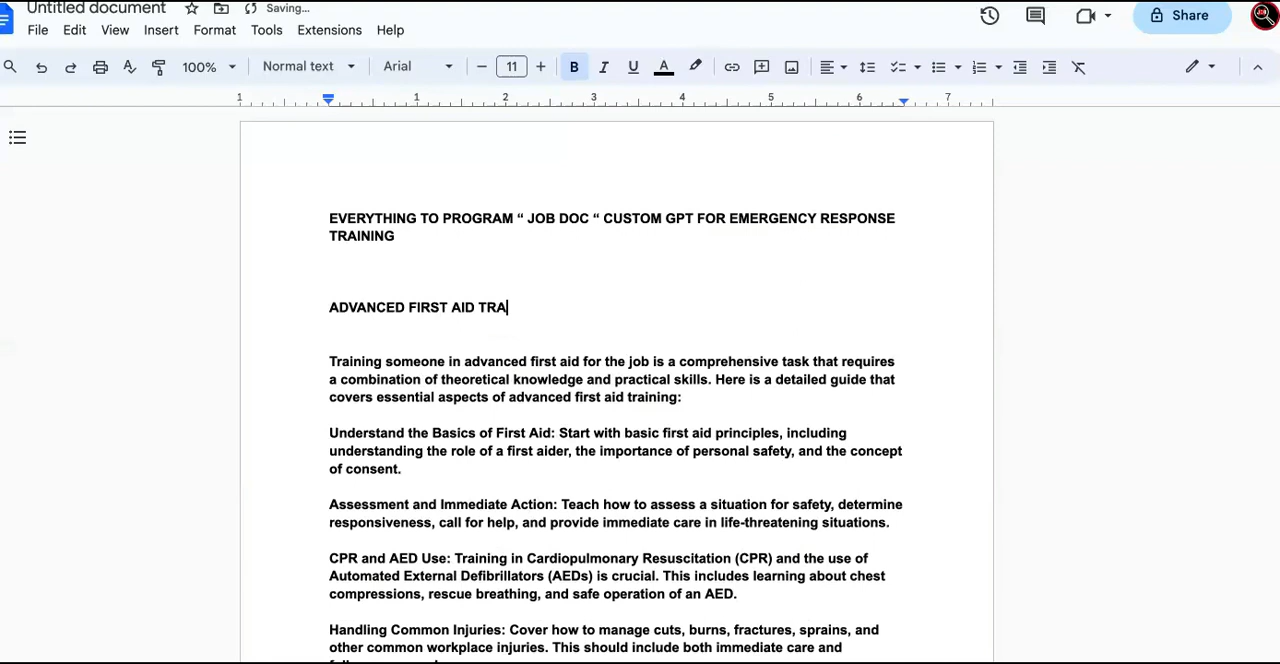 Untitled document Saving...
File Edit View Insert Format Tools Extensions Help Share
100% Normal text Arial 11 B I U A
1 1 2 3 4 5 6 7
EVERYTHING TO PROGRAM “ JOB DOC “ CUSTOM GPT FOR EMERGENCY RESPONSE
TRAINING
ADVANCED FIRST AID TRA
Training someone in advanced first aid for the job is a comprehensive task that requires
a combination of theoretical knowledge and practical skills. Here is a detailed guide that
covers essential aspects of advanced first aid training:
Understand the Basics of First Aid: Start with basic first aid principles, including
understanding the role of a first aider, the importance of personal safety, and the concept
of consent.
Assessment and Immediate Action: Teach how to assess a situation for safety, determine
responsiveness, call for help, and provide immediate care in life-threatening situations.
CPR and AED Use: Training in Cardiopulmonary Resuscitation (CPR) and the use of
Automated External Defibrillators (AEDs) is crucial. This includes learning about chest
compressions, rescue breathing, and safe operation of an AED.
Handling Common Injuries: Cover how to manage cuts, burns, fractures, sprains, and
other common workplace injuries. This should include both immediate care and